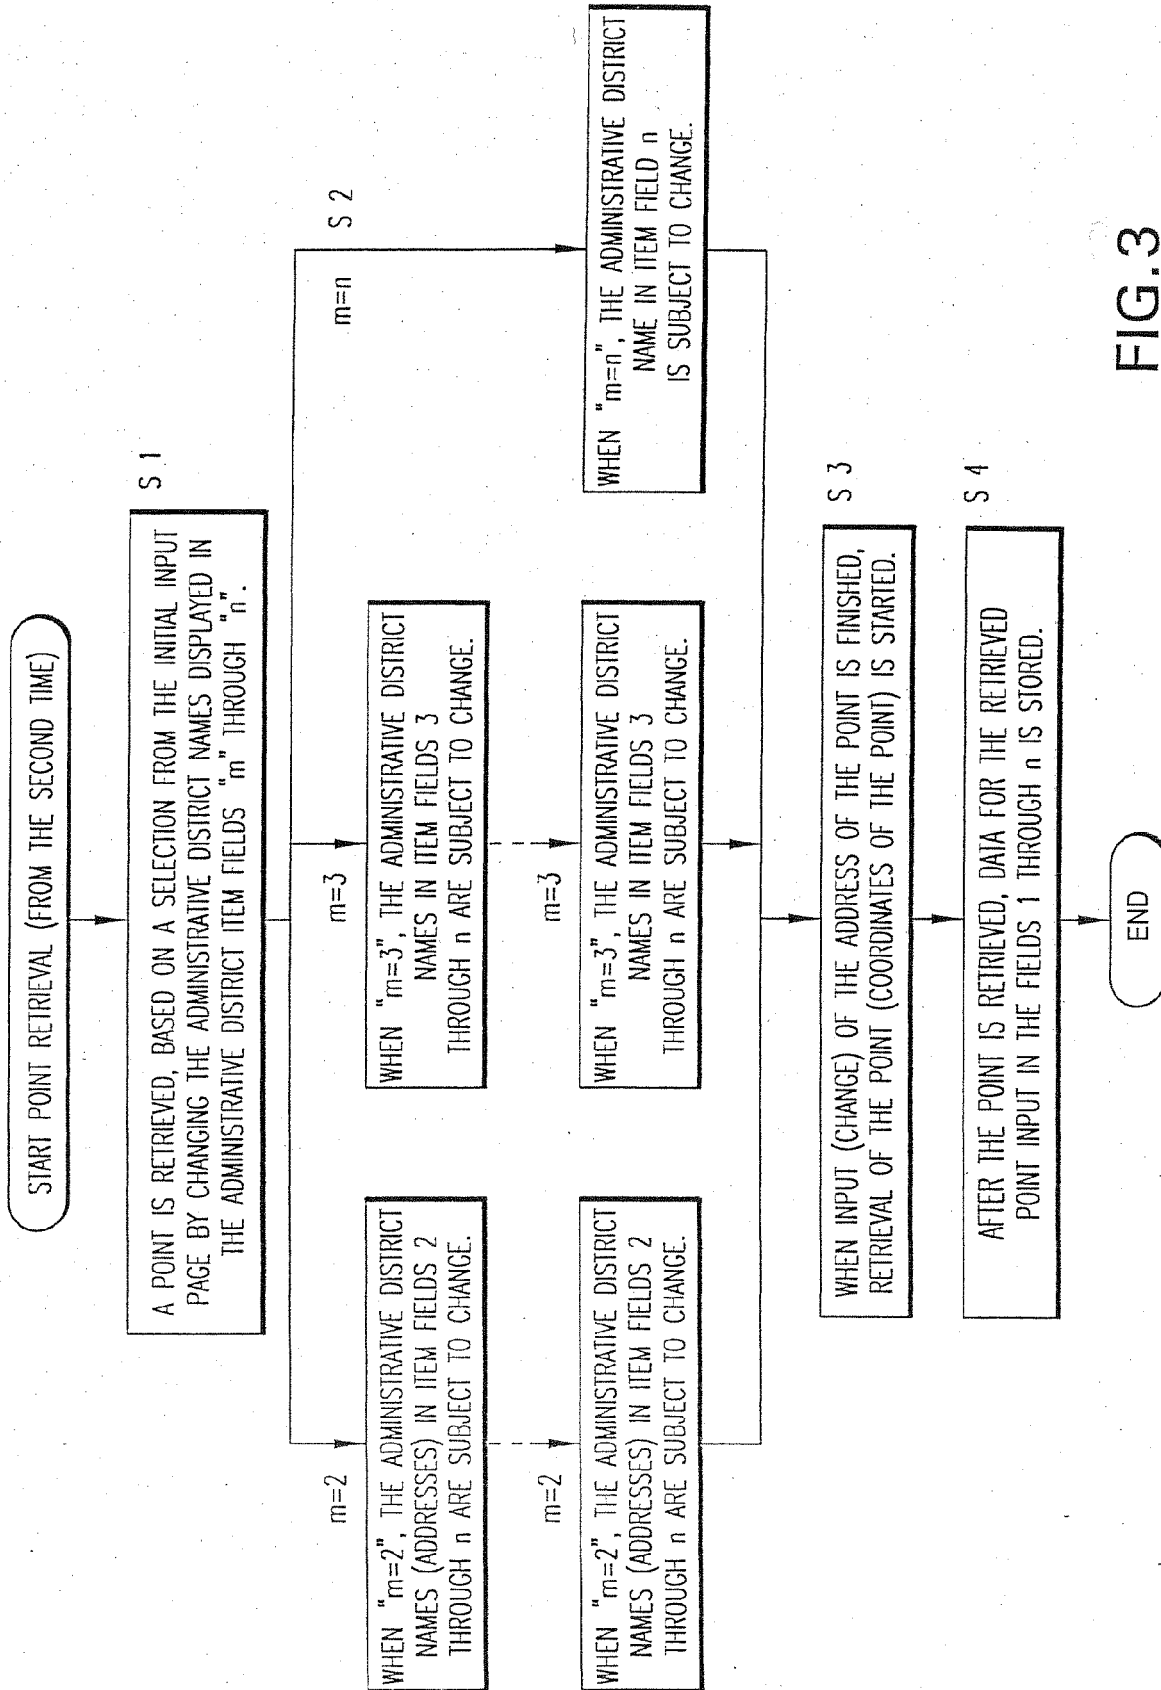 START POINT RETRIEVAL (FROM THE SECOND TIME)
S 1
A POINT IS RETRIEVED, BASED ON A SELECTION FROM THE INITIAL INPUT
PAGE BY CHANGING THE ADMINISTRATIVE DISTRICT NAMES DISPLAYED IN
THE ADMINISTRATIVE DISTRICT ITEM FIELDS "m" THROUGH "n".
S 2
m=2
m=3
m=n
WHEN "m=2", THE ADMINISTRATIVE DISTRICT
NAMES (ADDRESSES) IN ITEM FIELDS 2
THROUGH n ARE SUBJECT TO CHANGE.
WHEN "m=3", THE ADMINISTRATIVE DISTRICT
NAMES IN ITEM FIELDS 3
THROUGH n ARE SUBJECT TO CHANGE.
m=2
m=3
WHEN "m=2", THE ADMINISTRATIVE DISTRICT
NAMES (ADDRESSES) IN ITEM FIELDS 2
THROUGH n ARE SUBJECT TO CHANGE.
WHEN "m=3", THE ADMINISTRATIVE DISTRICT
NAMES IN ITEM FIELDS 3
THROUGH n ARE SUBJECT TO CHANGE.
WHEN "m=n", THE ADMINISTRATIVE DISTRICT
NAME IN ITEM FIELD n
IS SUBJECT TO CHANGE.
S 3
WHEN INPUT (CHANGE) OF THE ADDRESS OF THE POINT IS FINISHED,
RETRIEVAL OF THE POINT (COORDINATES OF THE POINT) IS STARTED.
S 4
AFTER THE POINT IS RETRIEVED, DATA FOR THE RETRIEVED
POINT INPUT IN THE FIELDS 1 THROUGH n IS STORED.
END
FIG.3